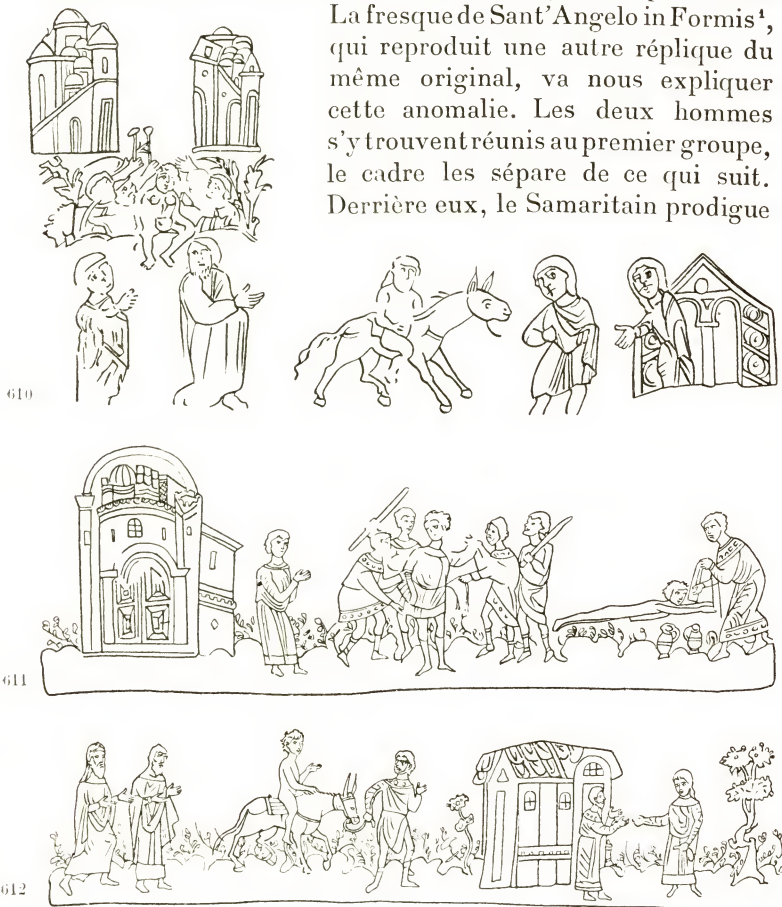 La fresque de Sant'Angelo in Formis¹,
qui reproduit une autre réplique du
même original, va nous expliquer
cette anomalie. Les deux hommes
s'y trouvent réunis au premier groupe,
le cadre les sépare de ce qui suit.
Derrière eux, le Samaritain prodigue
610
611
612